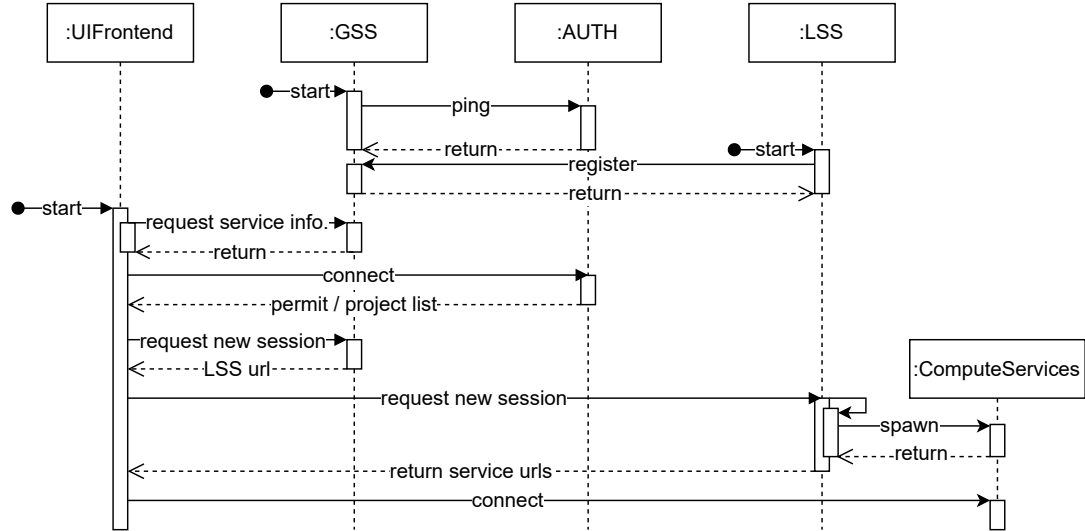 :UIFrontend
:GSS
:AUTH
:LSS
start
ping
return
start
register
return
start
request service info.
return
connect
permit / project list
request new session
LSS url
:ComputeServices
request new session
spawn
return
return service urls
connect